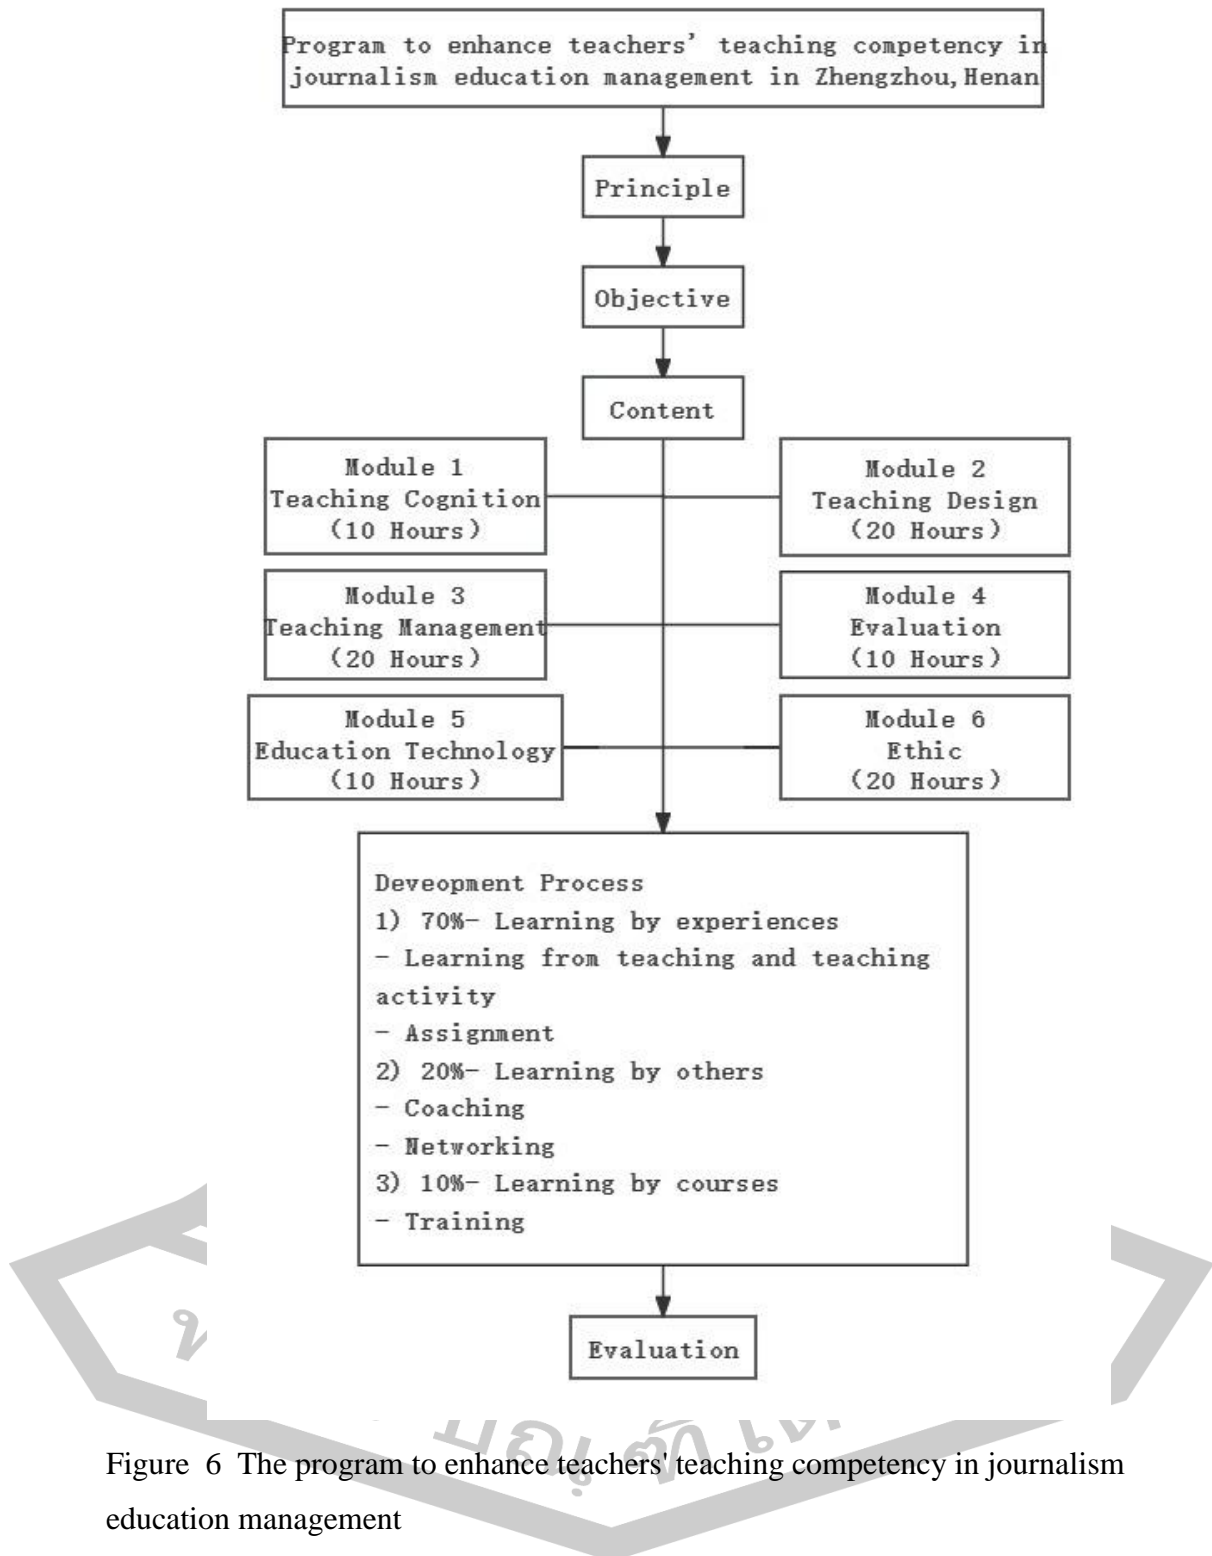 Program to enhance teachers’ teaching competency in
journalism education management in Zhengzhou,Henan
Principle
Objective
Content
Module 1
Teaching Cognition
(10 Hours)
Module 2
Teaching Design
(20 Hours)
Module 3
Teaching Management
(20 Hours)
Module 4
Evaluation
(10 Hours)
Module 5
Education Technology
(10 Hours)
Module 6
Ethic
(20 Hours)
Deveopment Process
1) 70%- Learning by experiences
- Learning from teaching and teaching
activity
- Assignment
2) 20%- Learning by others
- Coaching
- Networking
3) 10%- Learning by courses
- Training
Evaluation
Figure 6 The program to enhance teachers' teaching competency in journalism
education management